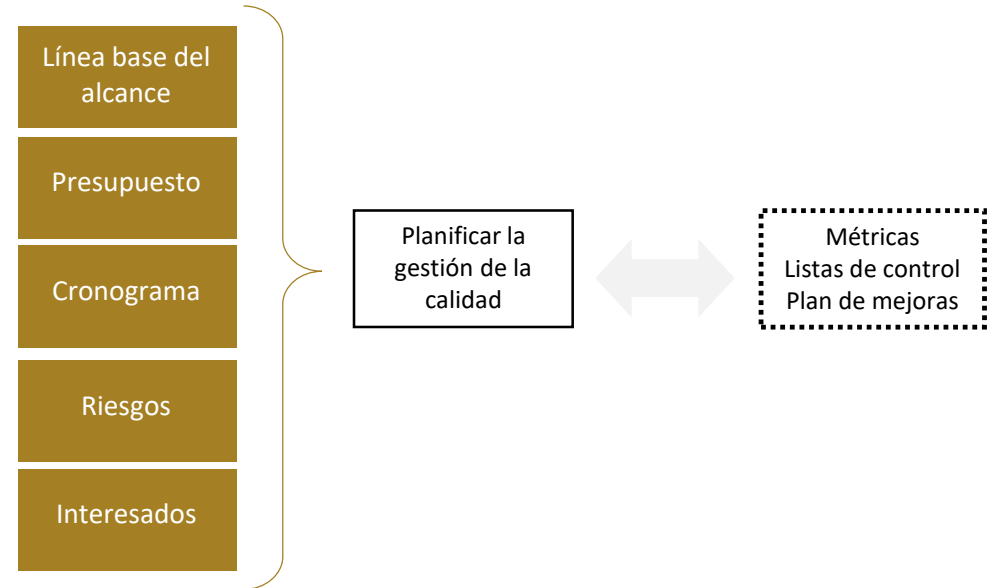 Línea base del
alcance
Presupuesto
Cronograma
Riesgos
Interesados
Planificar la
gestión de la
calidad
Métricas
Listas de control
Plan de mejoras